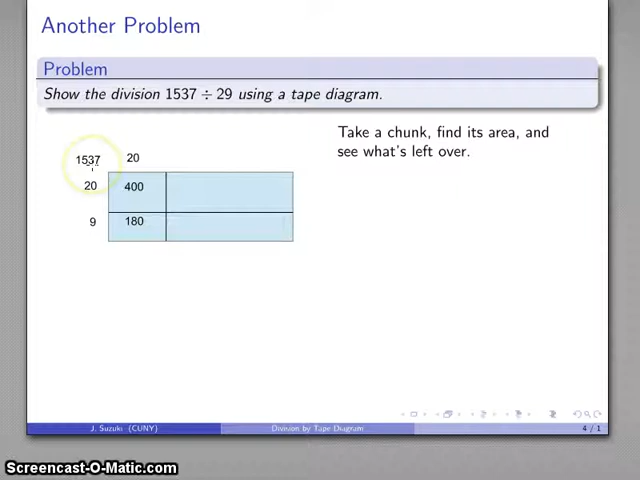 Another Problem
Problem
Show the division 1537 ÷ 29 using a tape diagram.
Take a chunk, find its area, and
see what's left over.
1537 20
20 400
9 180
J. Suzuki (CUNY) Division by Tape Diagram 4 / 1
Screencast-O-Matic.com